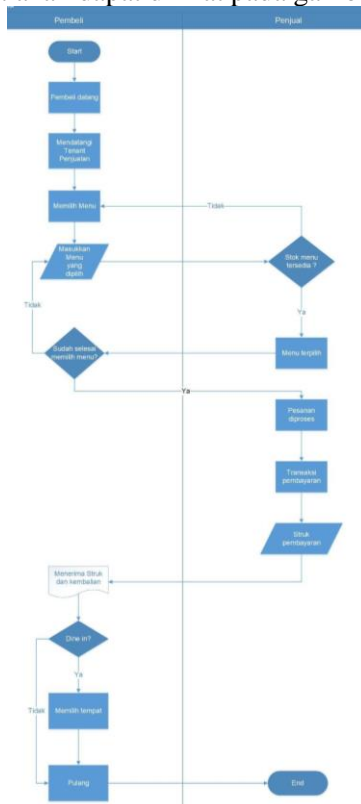 Pembeli
Penjual
Start
Pembeli datang
Mendatangi
Tenant
Penjualan
Memilih Menu
Tidak
Masukkan
Menu
yang
dipilih
Stok menu
tersedia ?
Tidak
Ya
Sudah selesai
memilih menu?
Menu terpilih
Ya
Pesanan
diproses
Transaksi
pembayaran
Struk
pembayaran
Menerima Struk
dan kembalian
Dine in?
Ya
Tidak
Memilih tempat
Pulang
End